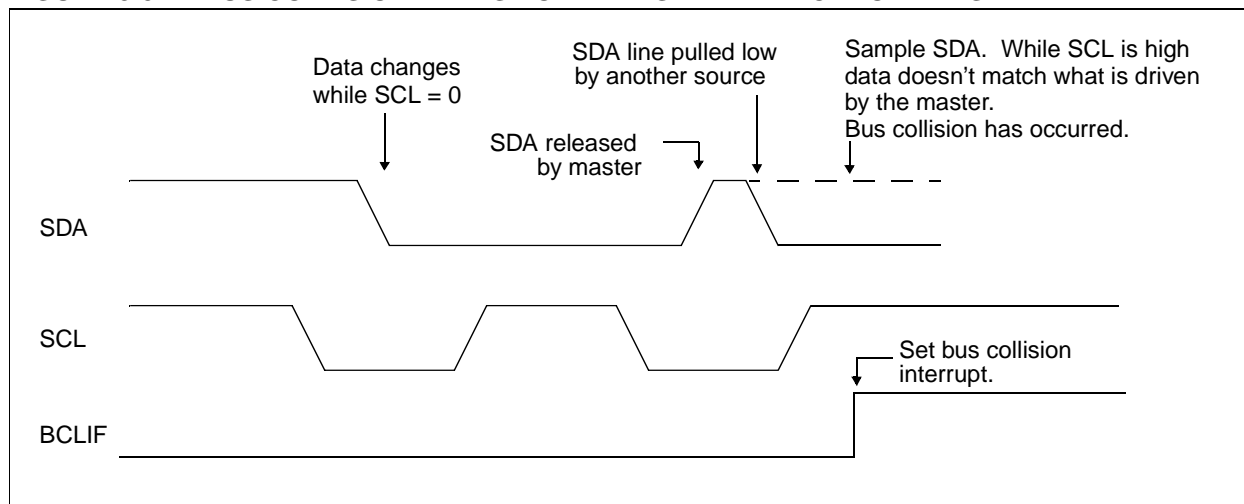 Data changes
while SCL = 0
SDA line pulled low
by another source
Sample SDA. While SCL is high
data doesn't match what is driven
by the master.
Bus collision has occurred.
SDA released
by master
SDA
SCL
Set bus collision
interrupt.
BCLIF